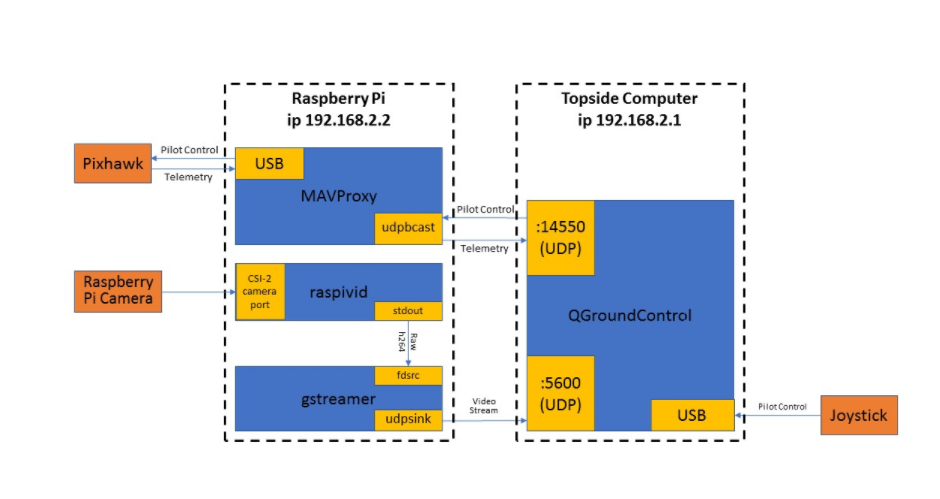 Raspberry Pi
ip 192.168.2.2
Topside Computer
ip 192.168.2.1
Pixhawk
Pilot Control
Telemetry
USB
MAVProxy
udpbcast
Pilot Control
Telemetry
:14550
(UDP)
Raspberry
Pi Camera
CSI-2
camera
port
raspivid
stdout
Raw
h264
QGroundControl
fdsrc
gstreamer
udpsink
Video
Stream
:5600
(UDP)
USB
Pilot Control
Joystick